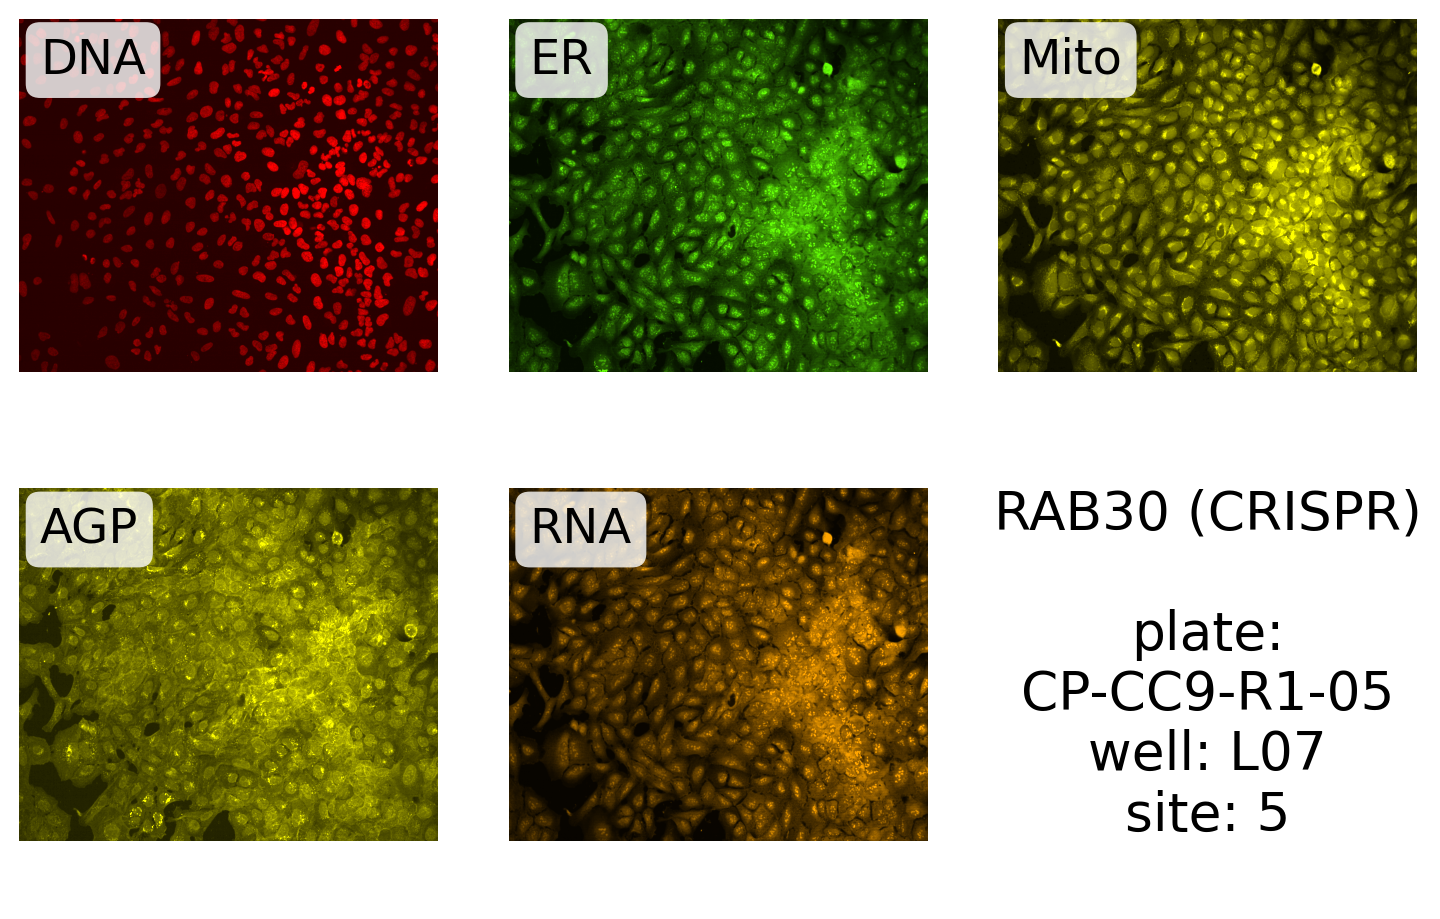 DNA
ER
Mito
AGP
RNA
RAB30 (CRISPR)
plate:
CP-CC9-R1-05
well: L07
site: 5